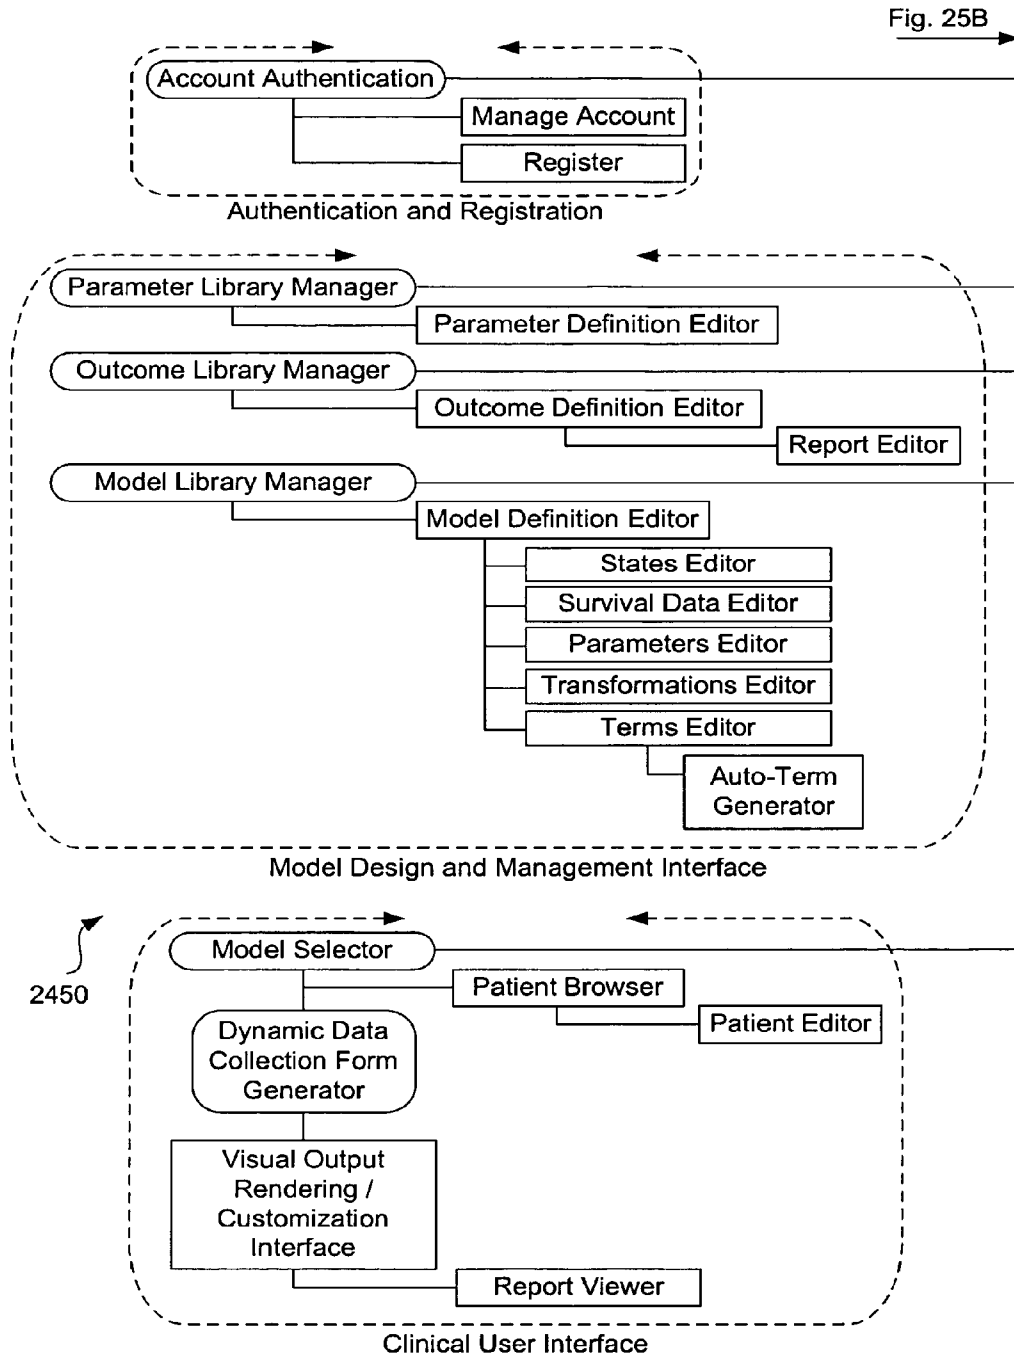 Fig. 25B
Account Authentication
Manage Account
Register
Authentication and Registration
Parameter Library Manager
Parameter Definition Editor
Outcome Library Manager
Outcome Definition Editor
Report Editor
Model Library Manager
Model Definition Editor
States Editor
Survival Data Editor
Parameters Editor
Transformations Editor
Terms Editor
Auto-Term
Generator
Model Design and Management Interface
2450
Model Selector
Patient Browser
Patient Editor
Dynamic Data
Collection Form
Generator
Visual Output
Rendering /
Customization
Interface
Report Viewer
Clinical User Interface